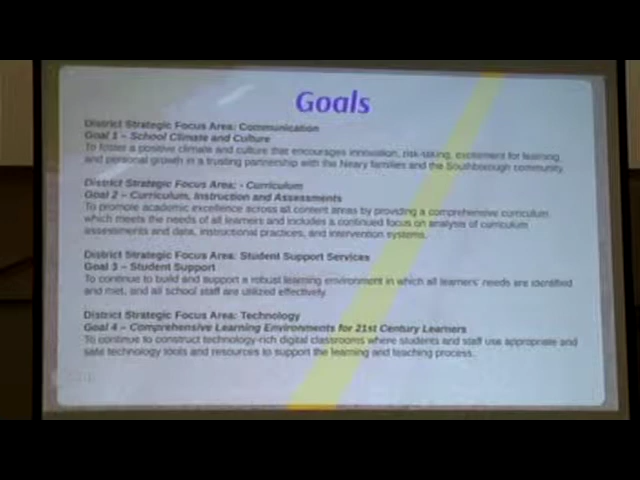 Goals
District Strategic Focus Area: Communication
Goal 1 – School Climate and Culture
To foster a positive climate and culture that encourages innovation, risk-taking, excitement for learning,
and personal growth in a trusting partnership with the Neary families and the Southborough community.
District Strategic Focus Area: - Curriculum
Goal 2 – Curriculum, Instruction and Assessments
To promote academic excellence across all content areas by providing a comprehensive curriculum
which meets the needs of all learners and includes a continued focus on analysis of curriculum
assessments and data, instructional practices, and intervention systems.
District Strategic Focus Area: Student Support Services
Goal 3 – Student Support
To continue to build and support a robust learning environment in which all learners' needs are identified
and met, and all school staff are utilized effectively.
District Strategic Focus Area: Technology
Goal 4 – Comprehensive Learning Environments for 21st Century Learners
To continue to construct technology-rich digital classrooms where students and staff use appropriate and
safe technology tools and resources to support the learning and teaching process.